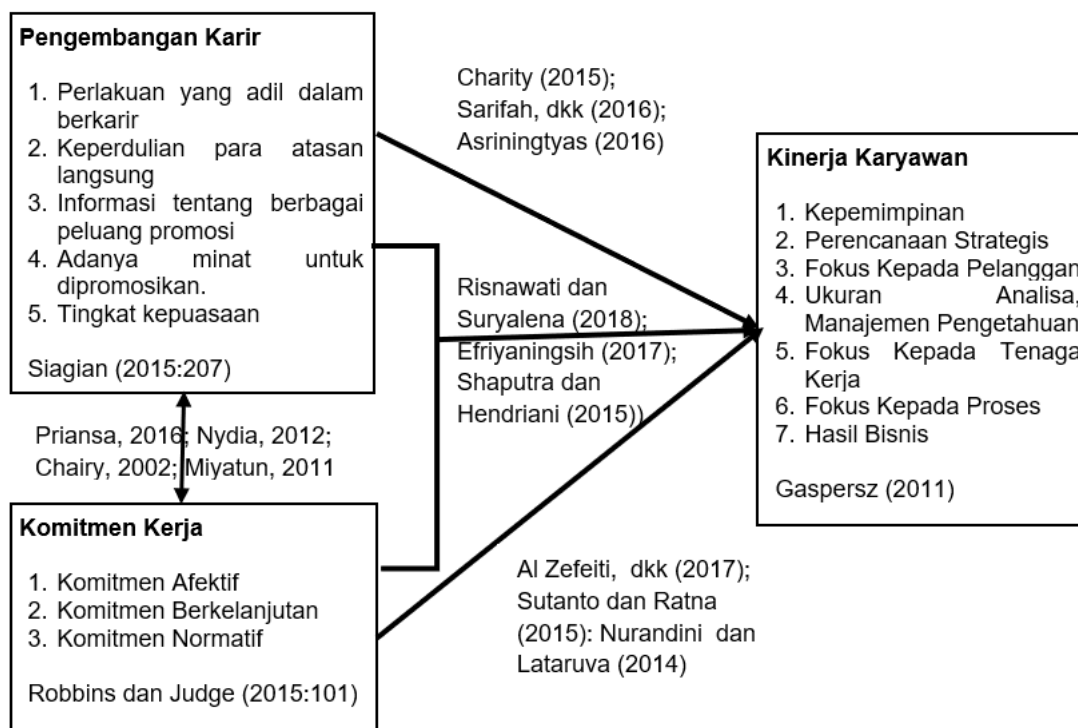 Pengembangan Karir
1. Perlakuan yang adil dalam
berkarir
2. Keperdulian para atasan
langsung
3. Informasi tentang berbagai
peluang promosi
4. Adanya minat untuk
dipromosikan.
5. Tingkat kepuasaan
Siagian (2015:207)
Charity (2015);
Sarifah, dkk (2016);
Asriningtyas (2016)
Risnawati dan
Suryalena (2018);
Efriyaningsih (2017);
Shaputra dan
Hendriani (2015))
Priansa, 2016; Nydia, 2012;
Chairy, 2002; Miyatun, 2011
Komitmen Kerja
1. Komitmen Afektif
2. Komitmen Berkelanjutan
3. Komitmen Normatif
Robbins dan Judge (2015:101)
Al Zefeiti, dkk (2017);
Sutanto dan Ratna
(2015): Nurandini dan
Lataruva (2014)
Kinerja Karyawan
1. Kepemimpinan
2. Perencanaan Strategis
3. Fokus Kepada Pelanggan
4. Ukuran Analisa,
Manajemen Pengetahuan
5. Fokus Kepada Tenaga
Kerja
6. Fokus Kepada Proses
7. Hasil Bisnis
Gaspersz (2011)